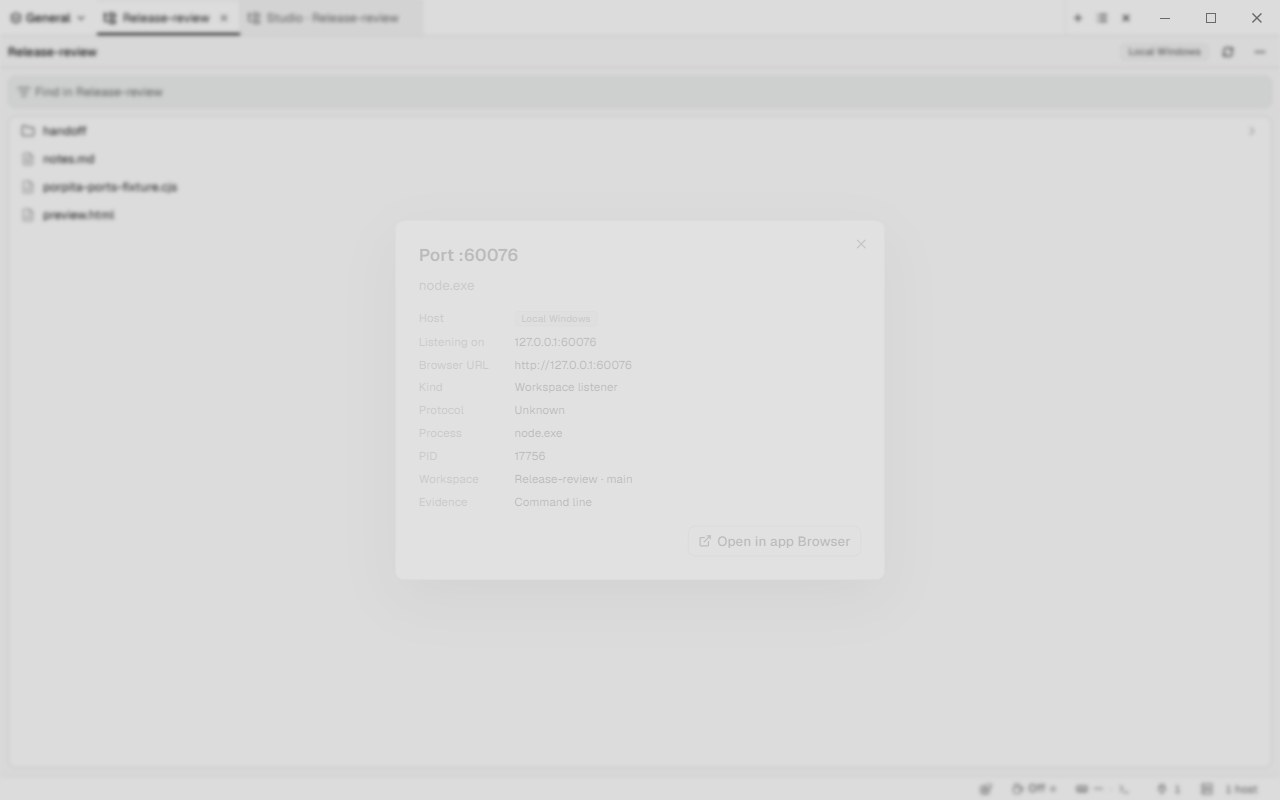 General
Release-review
Studio · Release-review
Release-review
Local Windows
Find in Release-review
handoff
notes.md
porpita-ports-fixture.cjs
preview.html
Port :60076
node.exe
Host Local Windows
Listening on 127.0.0.1:60076
Browser URL http://127.0.0.1:60076
Kind Workspace listener
Protocol Unknown
Process node.exe
PID 17756
Workspace Release-review · main
Evidence Command line
Open in app Browser
Off
1
1 host